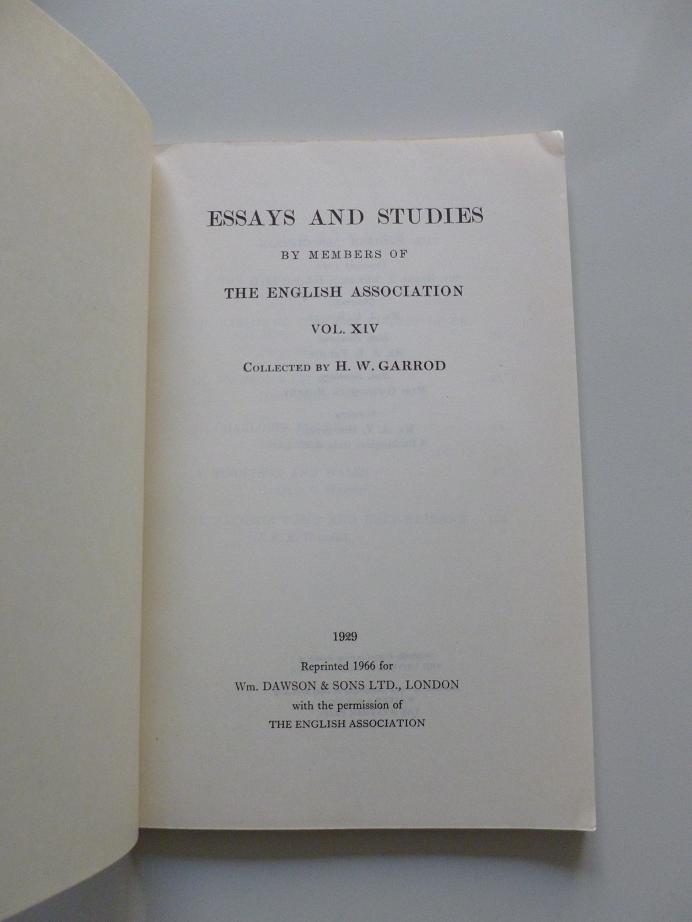 ESSAYS AND STUDIES
BY MEMBERS OF
THE ENGLISH ASSOCIATION
VOL. XIV
COLLECTED BY H. W. GARROD
1929
Reprinted 1966 for
Wm. DAWSON & SONS LTD., LONDON
with the permission of
THE ENGLISH ASSOCIATION